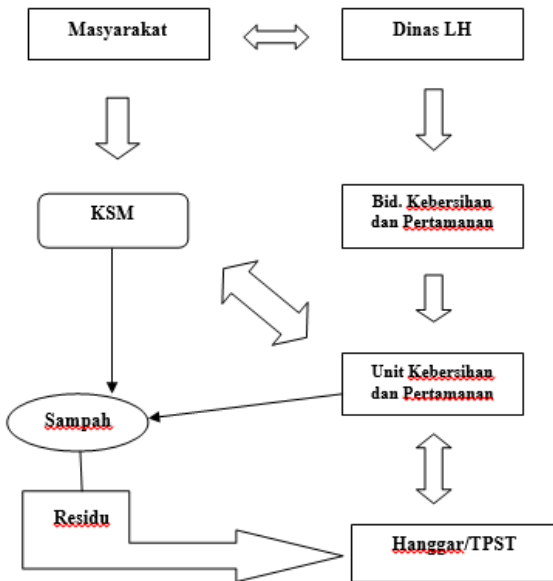 Masyarakat
Dinas LH
KSM
Bid. Kebersihan
dan Pertamanan
Unit Kebersihan
dan Pertamanan
Sampah
Residu
Hanggar/TPST